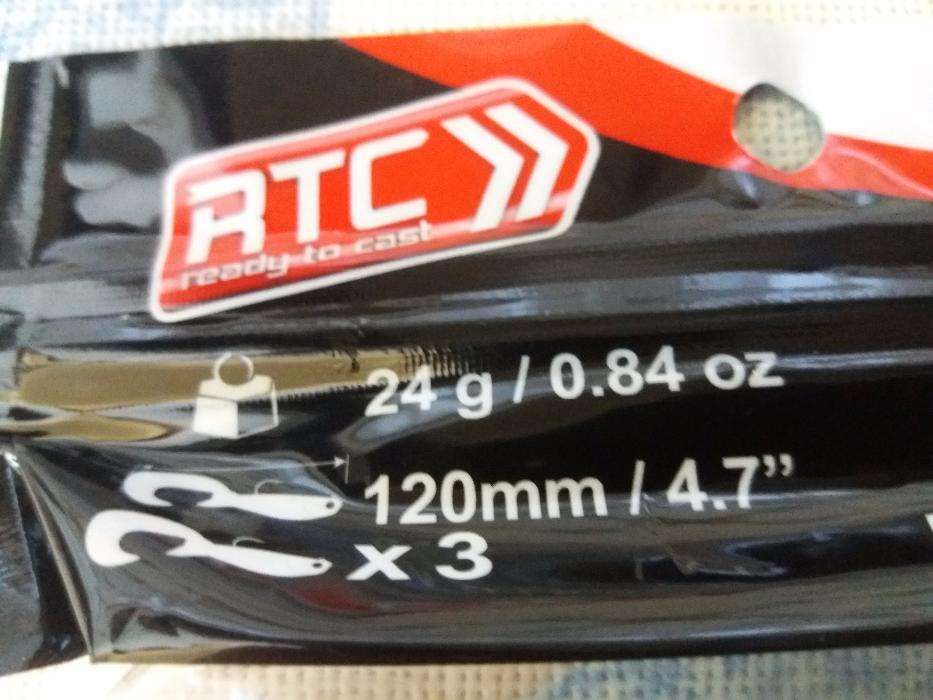 RTC
ready to cast
24 g / 0.84 oz
120mm / 4.7”
x 3